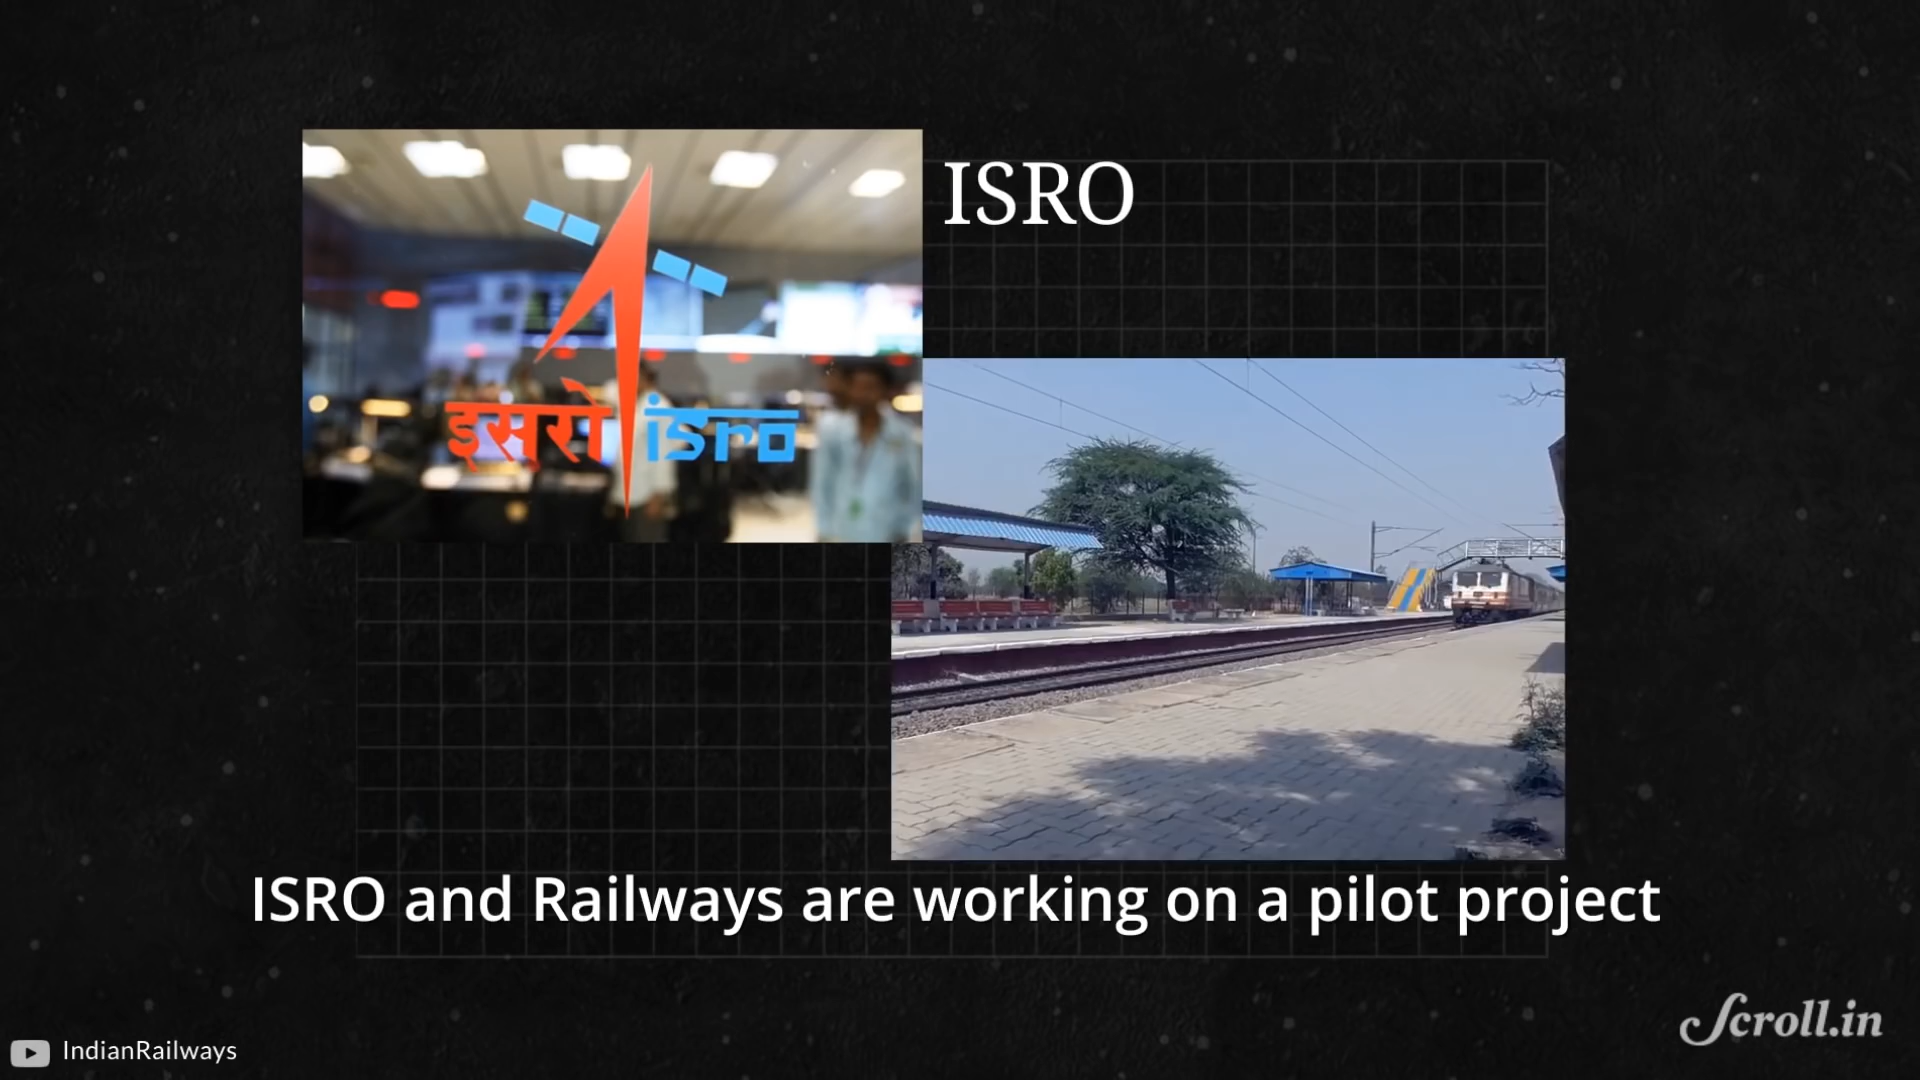 ISRO
इसरो isro
ISRO and Railways are working on a pilot project
Scroll.in
IndianRailways